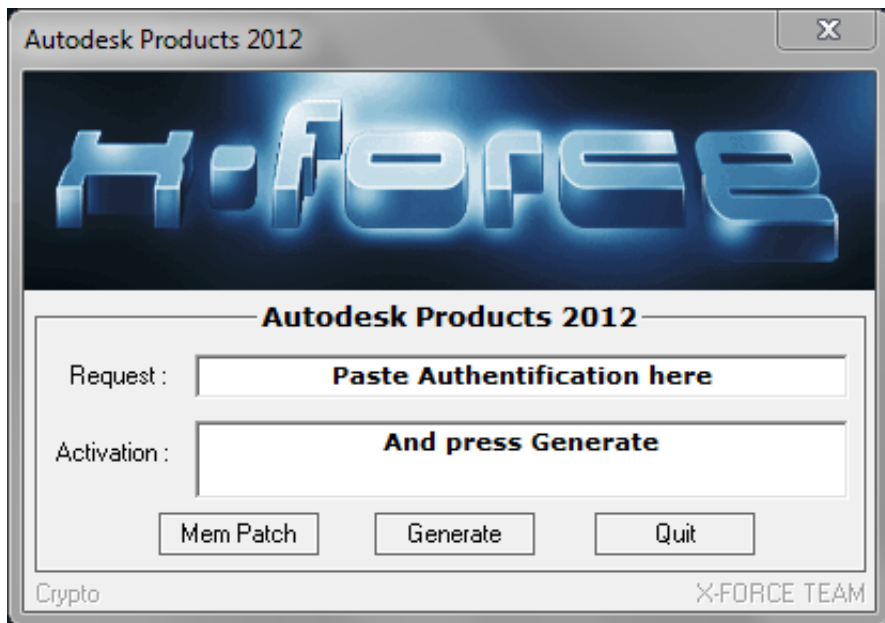 Autodesk Products 2012
x-force
Autodesk Products 2012
Request :
Paste Authentification here
Activation :
And press Generate
Mem Patch
Generate
Quit
Crypto
X-FORCE TEAM